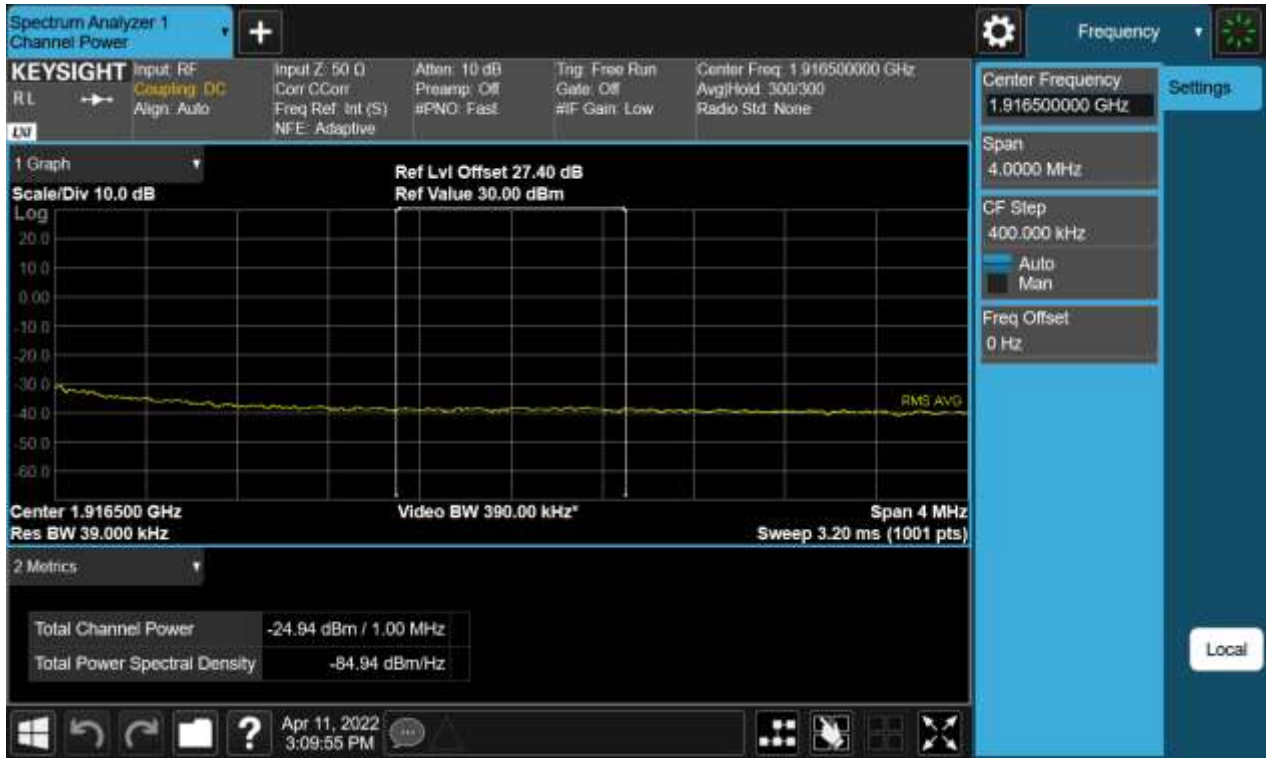 Spectrum Analyzer 1
Channel Power
+
Frequency
KEYSIGHT
RL
LXI
Input: RF
Coupling: DC
Align: Auto
Input Z: 50 Ω
Corr CCorr
Freq Ref: Int (S)
NFE: Adaptive
Atten: 10 dB
Preamp: Off
#PNO: Fast
Trig: Free Run
Gate: Off
#IF Gain: Low
Center Freq: 1.916500000 GHz
Avg|Hold: 300/300
Radio Std: None
Center Frequency
1.916500000 GHz
Settings
Span
4.0000 MHz
CF Step
400.000 kHz
Auto
Man
Freq Offset
0 Hz
Local
1 Graph
Scale/Div 10.0 dB
Ref Lvl Offset 27.40 dB
Ref Value 30.00 dBm
Log
20.0
10.0
0.00
-10.0
-20.0
-30.0
-40.0
-50.0
-60.0
RMS AVG
Center 1.916500 GHz
Res BW 39.000 kHz
Video BW 390.00 kHz*
Span 4 MHz
Sweep 3.20 ms (1001 pts)
2 Metrics
Total Channel Power -24.94 dBm / 1.00 MHz
Total Power Spectral Density -84.94 dBm/Hz
?
Apr 11, 2022
3:09:55 PM